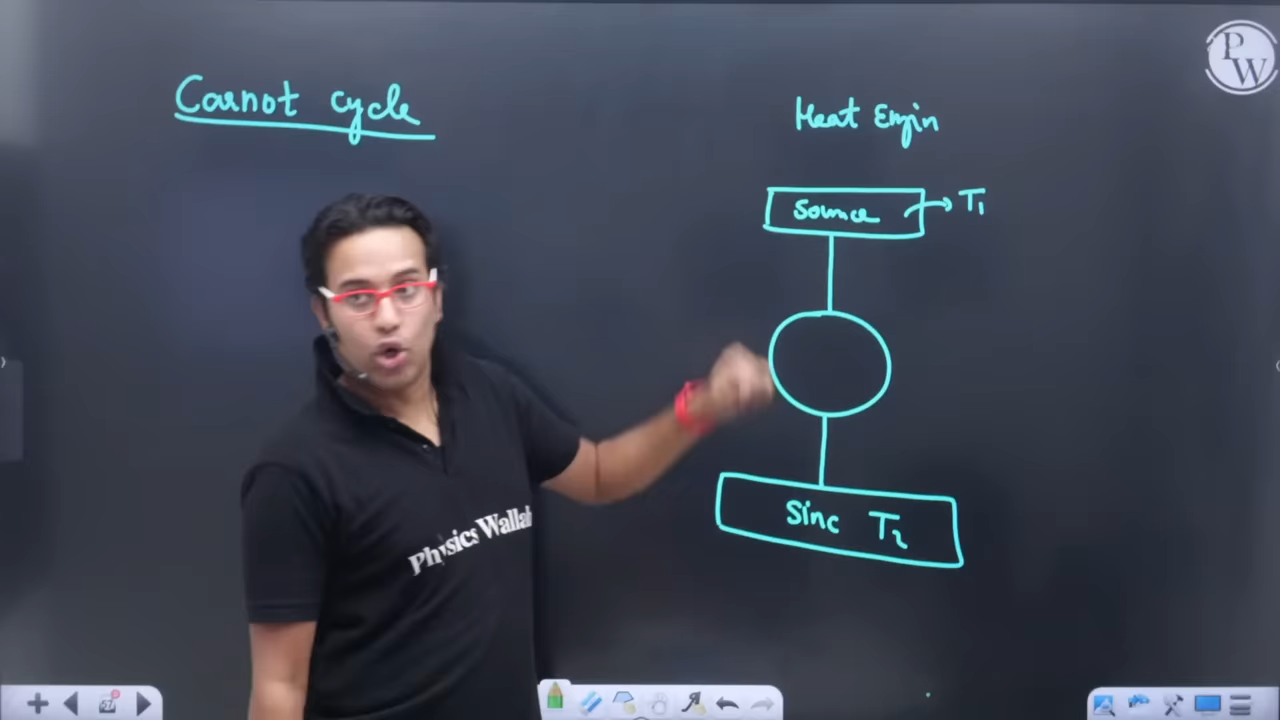 Carnot cycle
Heat Engin
Source → T₁
Sinc T₂
Physics Wallah
PW